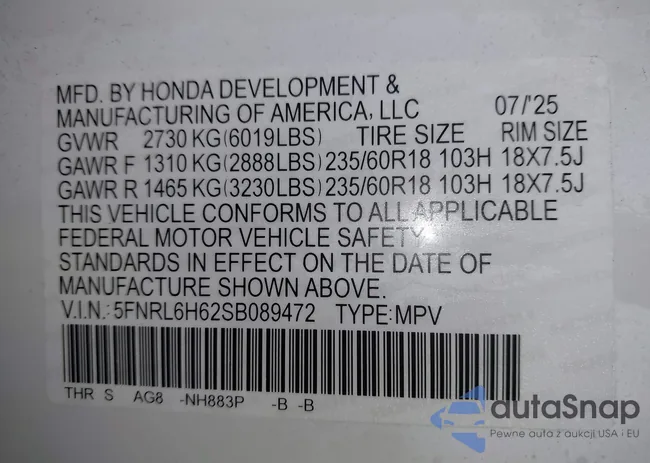 MFD. BY HONDA DEVELOPMENT &
MANUFACTURING OF AMERICA, LLC 07/'25
GVWR 2730 KG(6019LBS) TIRE SIZE RIM SIZE
GAWR F 1310 KG(2888LBS) 235/60R18 103H 18X7.5J
GAWR R 1465 KG(3230LBS) 235/60R18 103H 18X7.5J
THIS VEHICLE CONFORMS TO ALL APPLICABLE
FEDERAL MOTOR VEHICLE SAFETY
STANDARDS IN EFFECT ON THE DATE OF
MANUFACTURE SHOWN ABOVE.
V.I.N.: 5FNRL6H62SB089472 TYPE: MPV
THR S AG8 -NH883P -B -B
autaSnap
Pewne auta z aukcji USA i EU